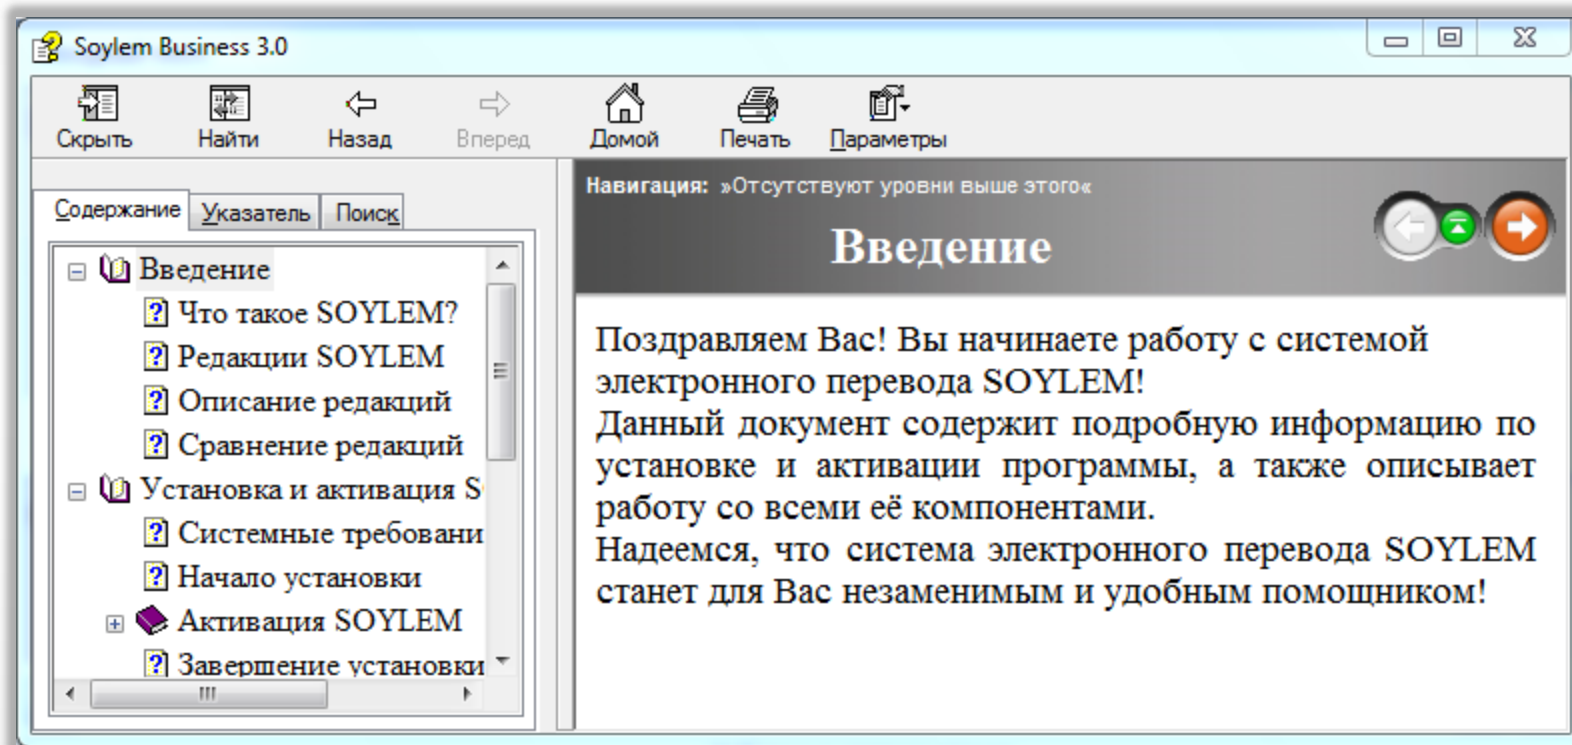 Soylem Business 3.0
Скрыть Найти Назад Вперед Домой Печать Параметры
Содержание Указатель Поиск
Введение
Что такое SOYLEM?
Редакции SOYLEM
Описание редакций
Сравнение редакций
Установка и активация S
Системные требовани
Начало установки
Активация SOYLEM
Завершение установки
Навигация: »Отсутствуют уровни выше этого«
Введение
Поздравляем Вас! Вы начинаете работу с системой
электронного перевода SOYLEM!
Данный документ содержит подробную информацию по
установке и активации программы, а также описывает
работу со всеми её компонентами.
Надеемся, что система электронного перевода SOYLEM
станет для Вас незаменимым и удобным помощником!